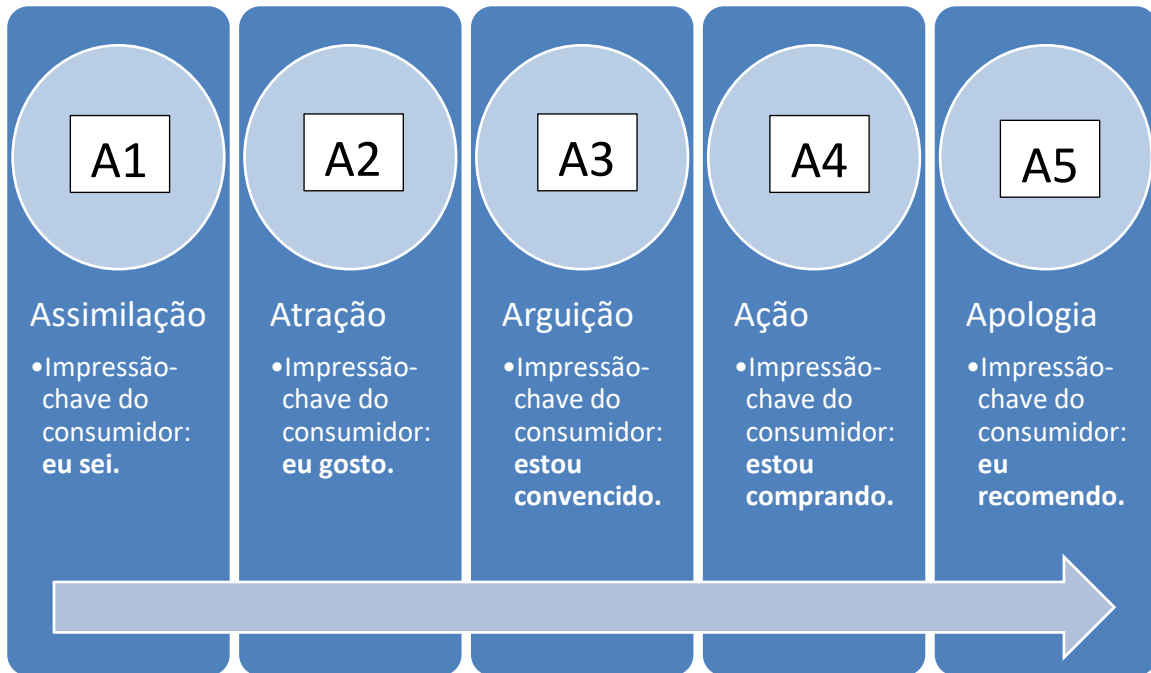 A1
Assimilação
•Impressão-
chave do
consumidor:
eu sei.
A2
Atração
•Impressão-
chave do
consumidor:
eu gosto.
A3
Arguição
•Impressão-
chave do
consumidor:
estou
convencido.
A4
Ação
•Impressão-
chave do
consumidor:
estou
comprando.
A5
Apologia
•Impressão-
chave do
consumidor:
eu
recomendo.